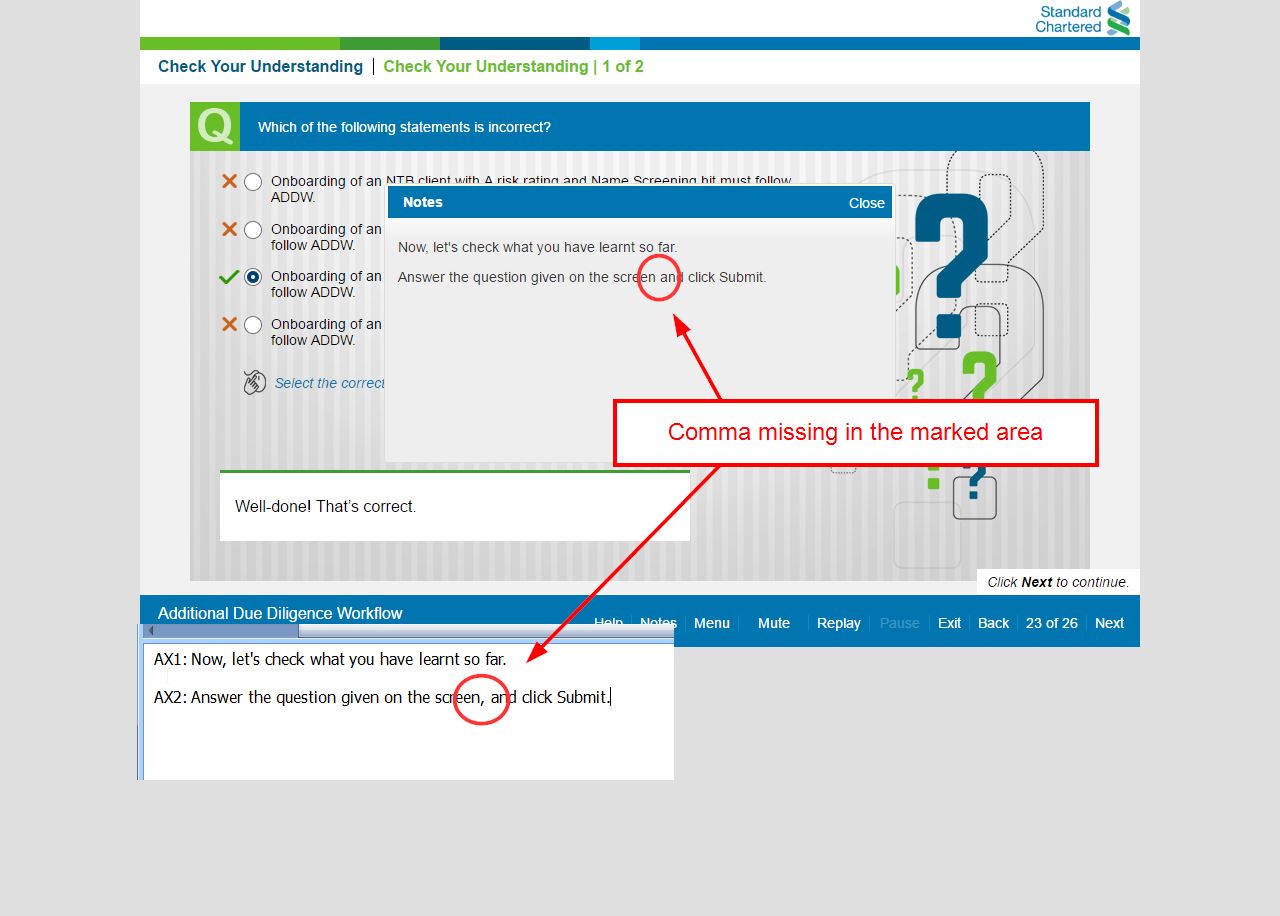 Standard
Chartered
Check Your Understanding | Check Your Understanding | 1 of 2
Q Which of the following statements is incorrect?
Onboarding of an NTB client with A risk rating and Name Screening hit must follow
ADDW.
Onboarding of an
follow ADDW.
Onboarding of an
follow ADDW.
Onboarding of an
follow ADDW.
Select the correct
Notes Close
Now, let's check what you have learnt so far.
Answer the question given on the screen and click Submit.
? ? ? ?
Comma missing in the marked area
Well-done! That's correct.
Click Next to continue.
Additional Due Diligence Workflow
Help Notes Menu Mute Replay Pause Exit Back 23 of 26 Next
AX1: Now, let's check what you have learnt so far.
AX2: Answer the question given on the screen, and click Submit.